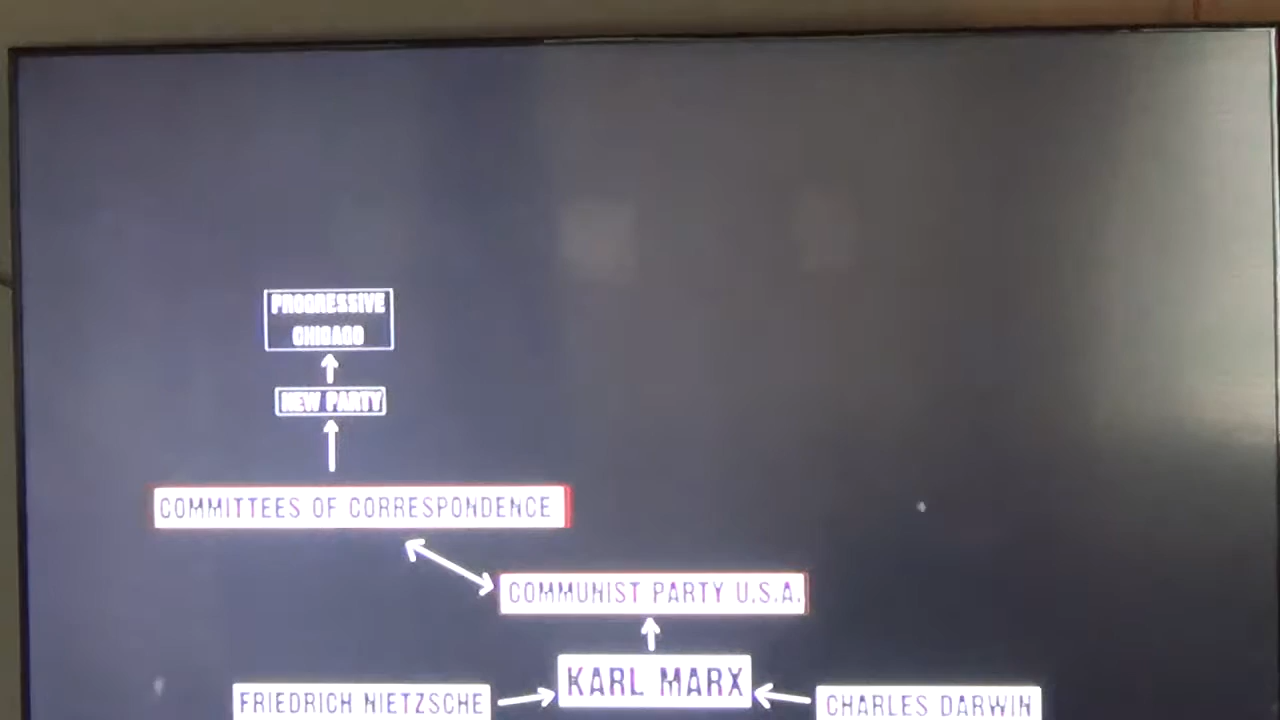 PROGRESSIVE
CHICAGO
NEW PARTY
COMMITTEES OF CORRESPONDENCE
COMMUNIST PARTY U.S.A.
KARL MARX
FRIEDRICH NIETZSCHE
CHARLES DARWIN